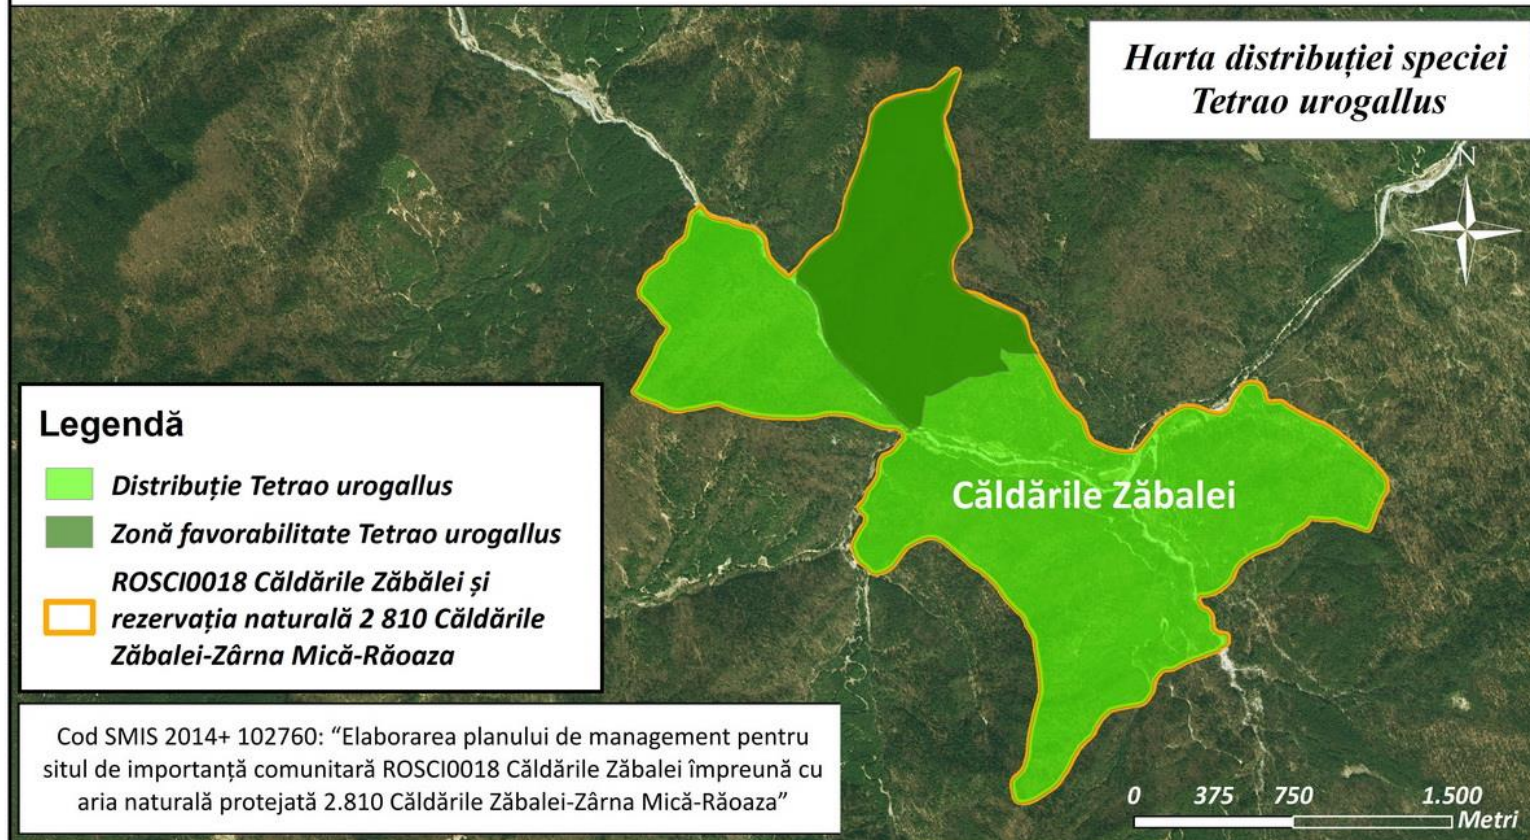 Harta distribuției speciei
Tetrao urogallus
N
Legendă
Distribuție Tetrao urogallus
Zonă favorabilitate Tetrao urogallus
ROSCI0018 Căldările Zăbălei și
rezervația naturală 2 810 Căldările
Zăbalei-Zârna Mică-Răoaza
Căldările Zăbalei
Cod SMIS 2014+ 102760: “Elaborarea planului de management pentru
situl de importanță comunitară ROSCI0018 Căldările Zăbalei împreună cu
aria naturală protejată 2.810 Căldările Zăbalei-Zârna Mică-Răoaza”
0 375 750 1.500
Metri